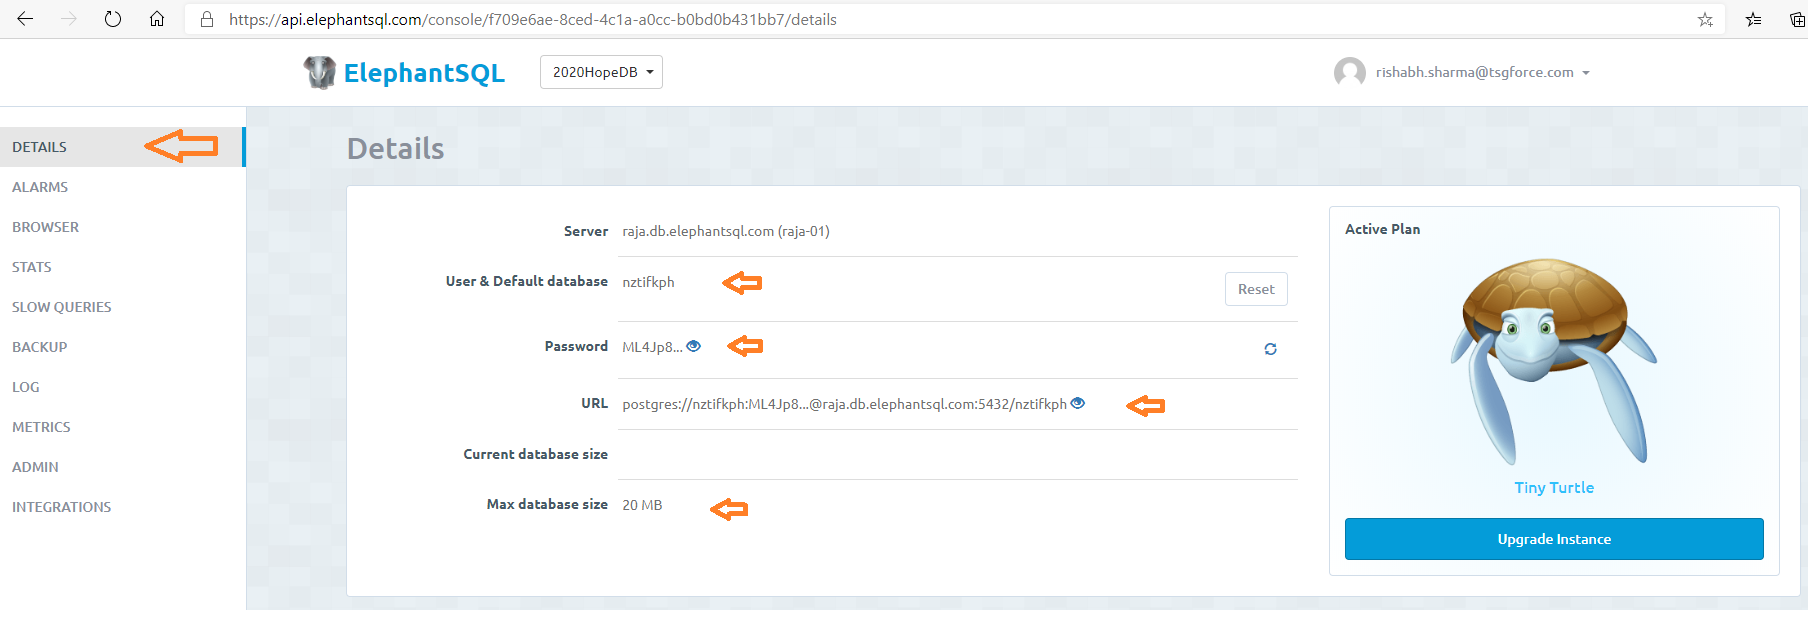 https://api.elephantsql.com/console/f709e6ae-8ced-4c1a-a0cc-b0bd0b431bb7/details
ElephantSQL
2020HopeDB
rishabh.sharma@tsgforce.com
DETAILS
ALARMS
BROWSER
STATS
SLOW QUERIES
BACKUP
LOG
METRICS
ADMIN
INTEGRATIONS
Details
Server raja.db.elephantsql.com (raja-01)
User & Default database nztifkph
Reset
Password ML4Jp8...
URL postgres://nztifkph:ML4Jp8...@raja.db.elephantsql.com:5432/nztifkph
Current database size
Max database size 20 MB
Active Plan
Tiny Turtle
Upgrade Instance